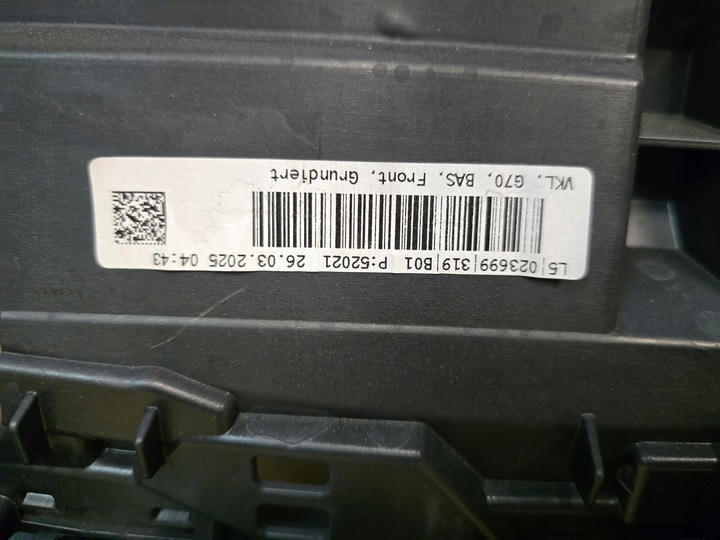 L5|023699|319|B01 P:52021 26.03.2025 04:43
VKL, G70, BAS, Front, Grundiert